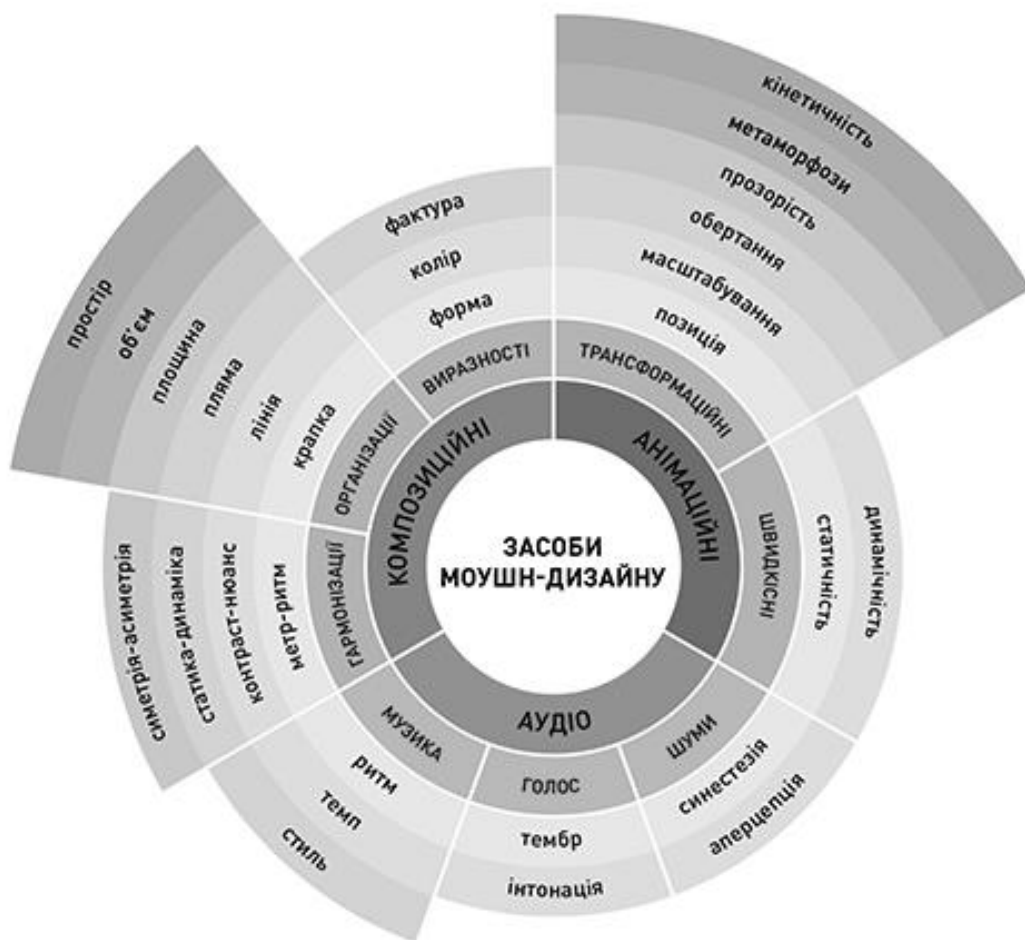 ЗАСОБИ
МОУШН-ДИЗАЙНУ
АНІМАЦІЙНІ
ТРАНСФОРМАЦІЙНІ
позиція
масштабування
обертання
прозорість
метаморфози
кінетичність
ШВИДКІСНІ
статичність
динамічність
АУДІО
ШУМИ
синестезія
аперцепція
ГОЛОС
тембр
інтонація
МУЗИКА
ритм
темп
стиль
КОМПОЗИЦІЙНІ
ГАРМОНІЗАЦІЇ
метр-ритм
контраст-нюанс
статика-динаміка
симетрія-асиметрія
ОРГАНІЗАЦІЇ
крапка
лінія
пляма
площина
об'єм
простір
ВИРАЗНОСТІ
форма
колір
фактура